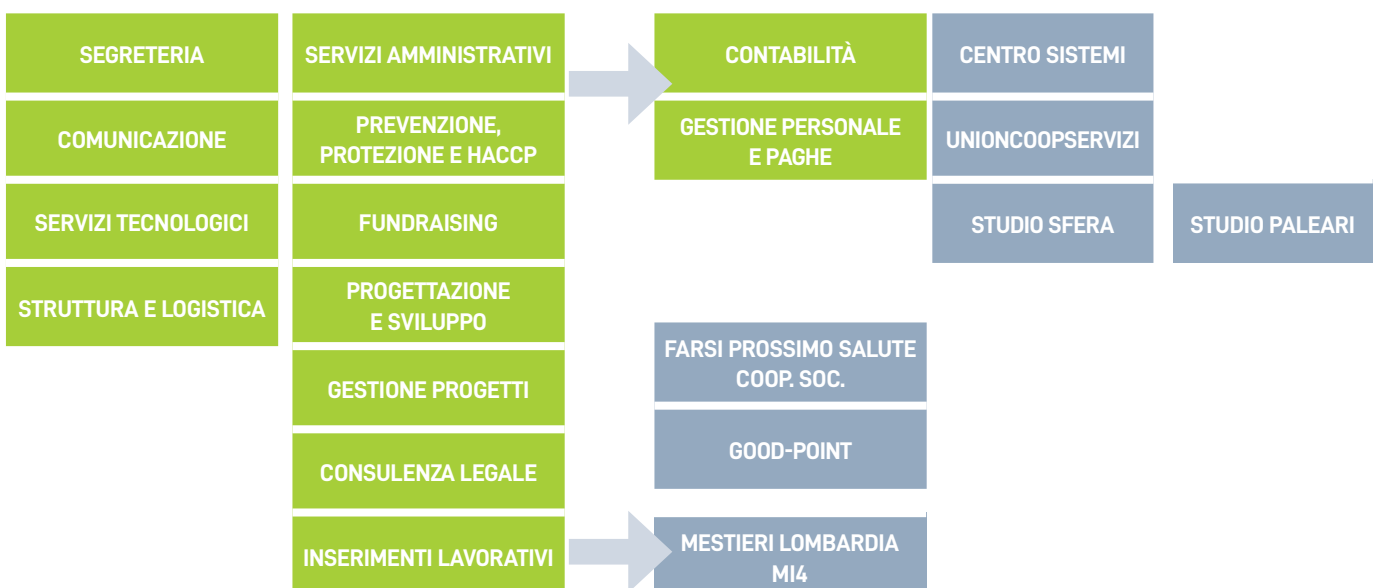 SEGRETERIA
COMUNICAZIONE
SERVIZI TECNOLOGICI
STRUTTURA E LOGISTICA
SERVIZI AMMINISTRATIVI
PREVENZIONE,
PROTEZIONE E HACCP
FUNDRAISING
PROGETTAZIONE
E SVILUPPO
GESTIONE PROGETTI
CONSULENZA LEGALE
INSERIMENTI LAVORATIVI
CONTABILITÀ
GESTIONE PERSONALE
E PAGHE
CENTRO SISTEMI
UNIONCOOPSERVIZI
STUDIO SFERA
STUDIO PALEARI
FARSI PROSSIMO SALUTE
COOP. SOC.
GOOD-POINT
MESTIERI LOMBARDIA
MI4